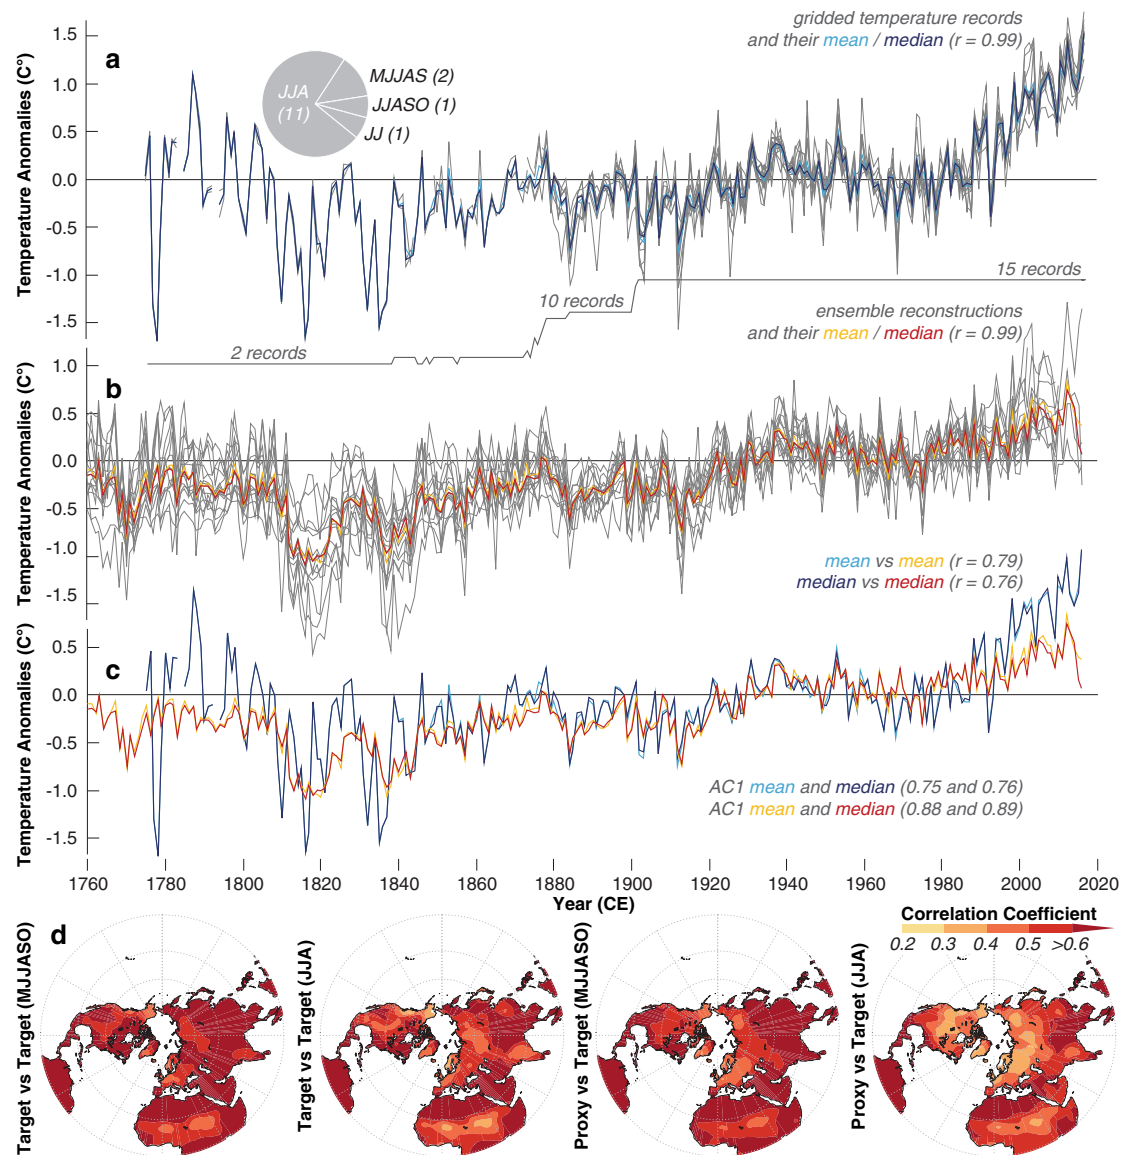 gridded temperature records
and their mean / median (r = 0.99)
a
JJA
(11)
MJJAS (2)
JJASO (1)
JJ (1)
Temperature Anomalies (C°)
1.5
1.0
0.5
0.0
-0.5
-1.0
-1.5
15 records
10 records
2 records
ensemble reconstructions
and their mean / median (r = 0.99)
b
Temperature Anomalies (C°)
1.0
0.5
0.0
-0.5
-1.0
-1.5
mean vs mean (r = 0.79)
median vs median (r = 0.76)
c
Temperature Anomalies (C°)
0.5
0.0
-0.5
-1.0
-1.5
AC1 mean and median (0.75 and 0.76)
AC1 mean and median (0.88 and 0.89)
1760 1780 1800 1820 1840 1860 1880 1900 1920 1940 1960 1980 2000 2020
Year (CE)
d
Target vs Target (MJJASO)
Target vs Target (JJA)
Proxy vs Target (MJJASO)
Proxy vs Target (JJA)
Correlation Coefficient
0.2 0.3 0.4 0.5 >0.6